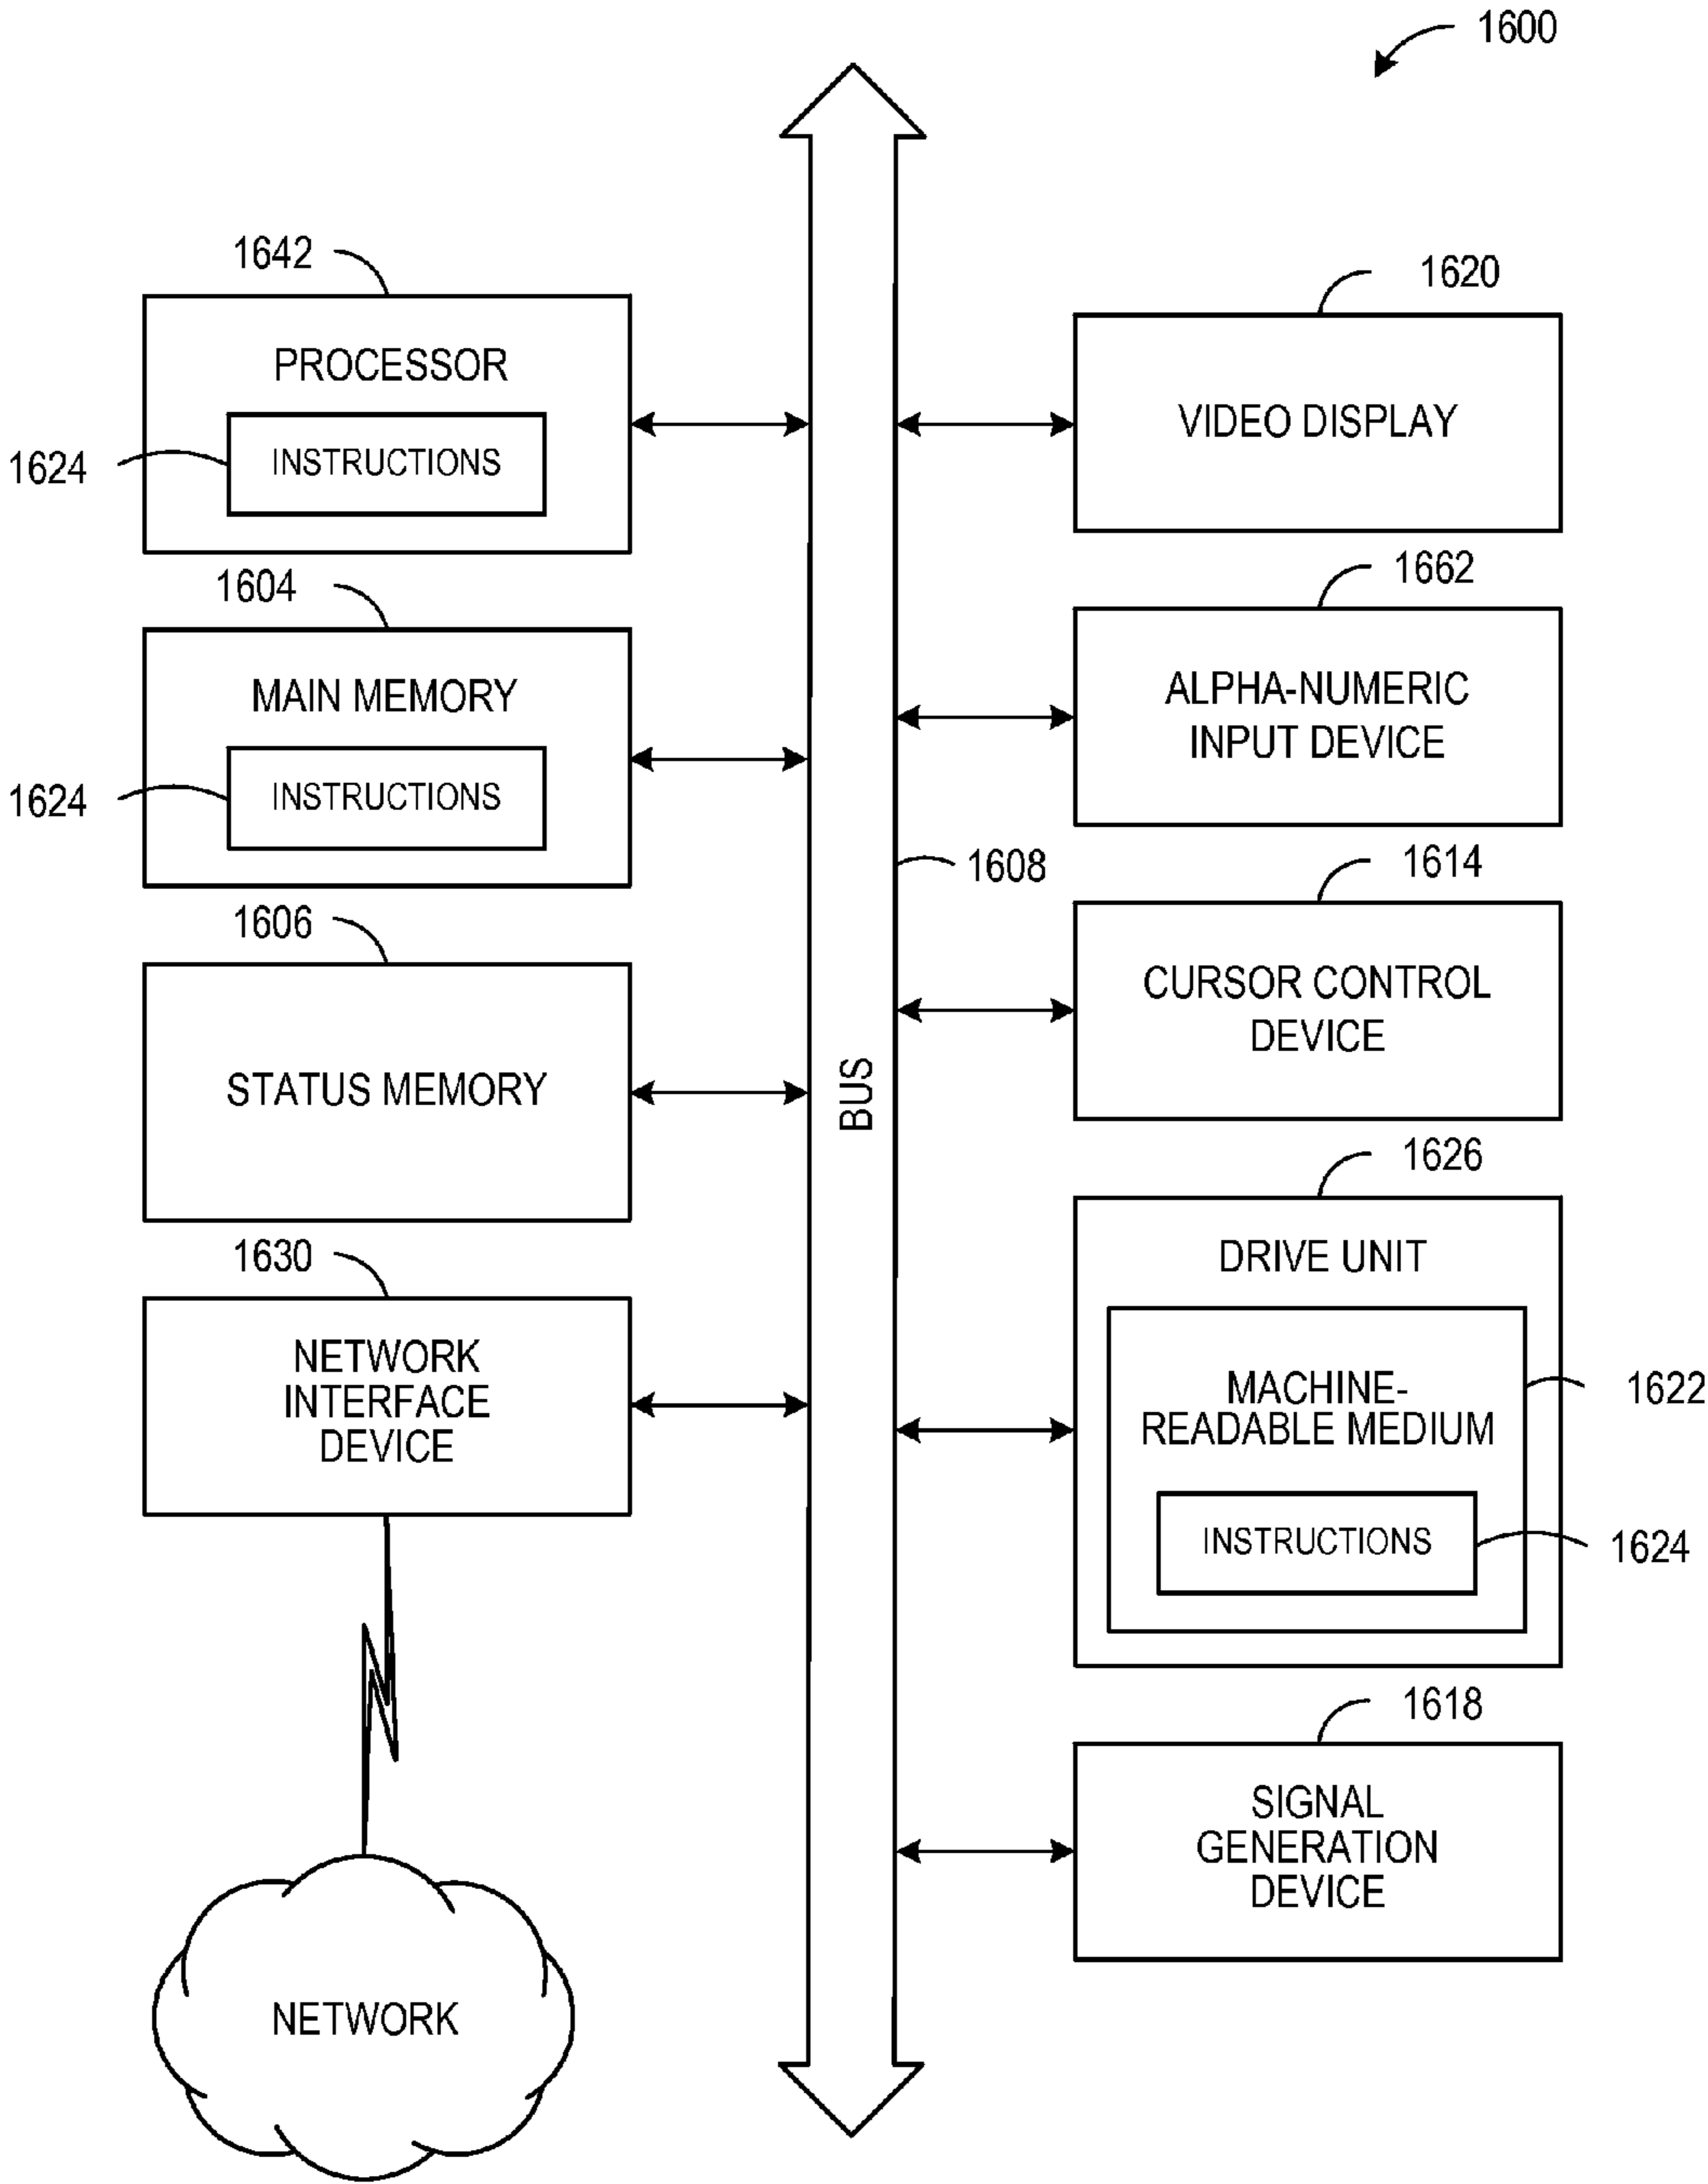 1600
1642
PROCESSOR
1624
INSTRUCTIONS
1604
MAIN MEMORY
1624
INSTRUCTIONS
1606
STATUS MEMORY
1630
NETWORK
INTERFACE
DEVICE
NETWORK
BUS
1608
1620
VIDEO DISPLAY
1662
ALPHA-NUMERIC
INPUT DEVICE
1614
CURSOR CONTROL
DEVICE
1626
DRIVE UNIT
MACHINE-
READABLE MEDIUM
1622
INSTRUCTIONS
1624
1618
SIGNAL
GENERATION
DEVICE